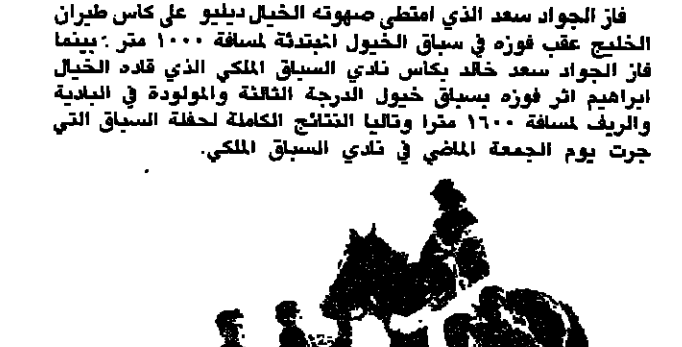 فاز الجواد سعد الذي امتطى صهوته الخيال ديليو على كاس طيران
الخليج عقب فوزه في سباق الخيول المبتدئة لمسافة ١٠٠٠ متر . بينما
فاز الجواد سعد خالد بكاس نادي السباق الملكي الذي قاده الخيال
ابراهيم اثر فوزه بسباق خيول الدرجة الثالثة والمولودة في البادية
والريف لمسافة ١٦٠٠ مترا وتاليا النتائج الكاملة لحفلة السباق التي
جرت يوم الجمعة الماضي في نادي السباق الملكي.